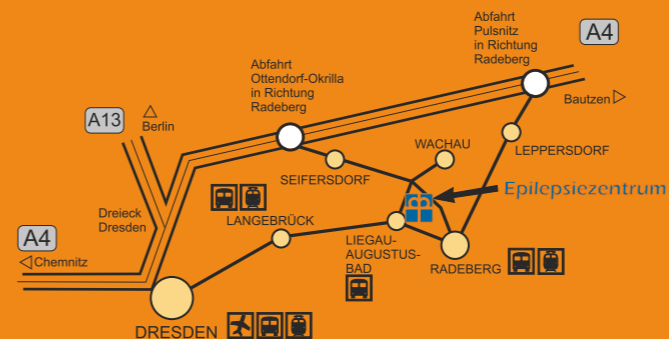 Abfahrt
Pulsnitz
in Richtung
Radeberg
A4
Abfahrt
Ottendorf-Okrilla
in Richtung
Radeberg
Bautzen
A13
Berlin
WACHAU
LEPPERSDORF
SEIFERSDORF
Epilepsiezentrum
Dreieck
Dresden
LANGEBRÜCK
A4
Chemnitz
LIEGAU-
AUGUSTUS-
BAD
RADEBERG
DRESDEN